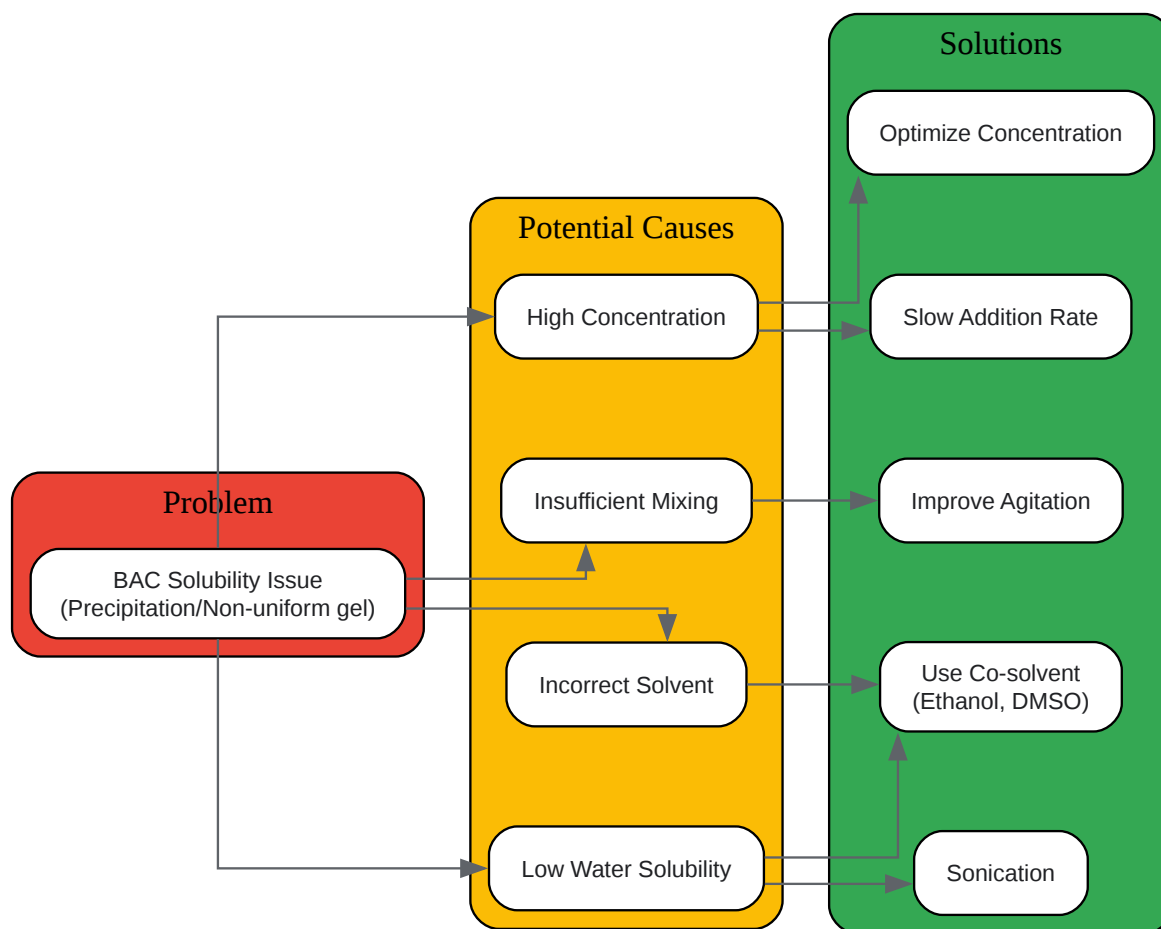 Problem
BAC Solubility Issue
(Precipitation/Non-uniform gel)
Potential Causes
High Concentration
Insufficient Mixing
Incorrect Solvent
Low Water Solubility
Solutions
Optimize Concentration
Slow Addition Rate
Improve Agitation
Use Co-solvent
(Ethanol, DMSO)
Sonication